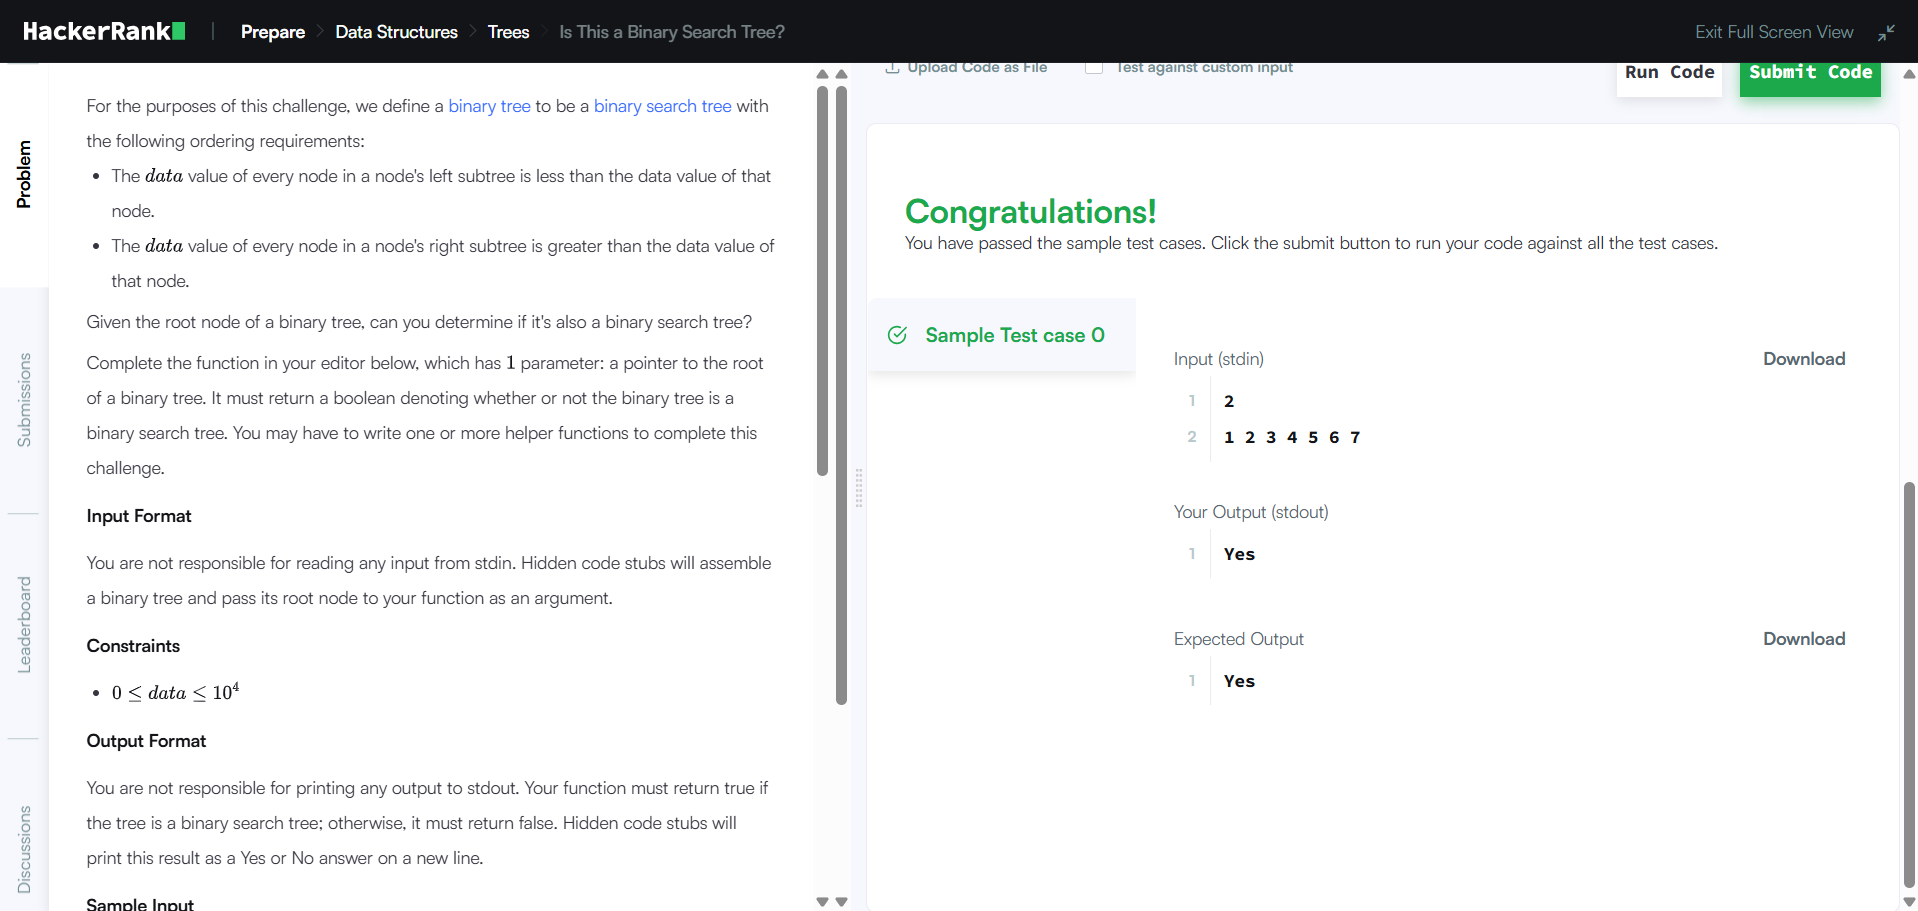 HackerRank
Prepare
Data Structures
Trees
Is This a Binary Search Tree?
Exit Full Screen View
Problem
Submissions
Leaderboard
Discussions
For the purposes of this challenge, we define a binary tree to be a binary search tree with
the following ordering requirements:
• The data value of every node in a node's left subtree is less than the data value of that
node.
• The data value of every node in a node's right subtree is greater than the data value of
that node.
Given the root node of a binary tree, can you determine if it's also a binary search tree?
Complete the function in your editor below, which has 1 parameter: a pointer to the root
of a binary tree. It must return a boolean denoting whether or not the binary tree is a
binary search tree. You may have to write one or more helper functions to complete this
challenge.
Input Format
You are not responsible for reading any input from stdin. Hidden code stubs will assemble
a binary tree and pass its root node to your function as an argument.
Constraints
• 0 ≤ data ≤ 10⁴
Output Format
You are not responsible for printing any output to stdout. Your function must return true if
the tree is a binary search tree; otherwise, it must return false. Hidden code stubs will
print this result as a Yes or No answer on a new line.
Sample Input
Upload Code as File
Test against custom input
Run Code
Submit Code
Congratulations!
You have passed the sample test cases. Click the submit button to run your code against all the test cases.
Sample Test case 0
Input (stdin)
Download
1 2
2 1 2 3 4 5 6 7
Your Output (stdout)
1 Yes
Expected Output
Download
1 Yes